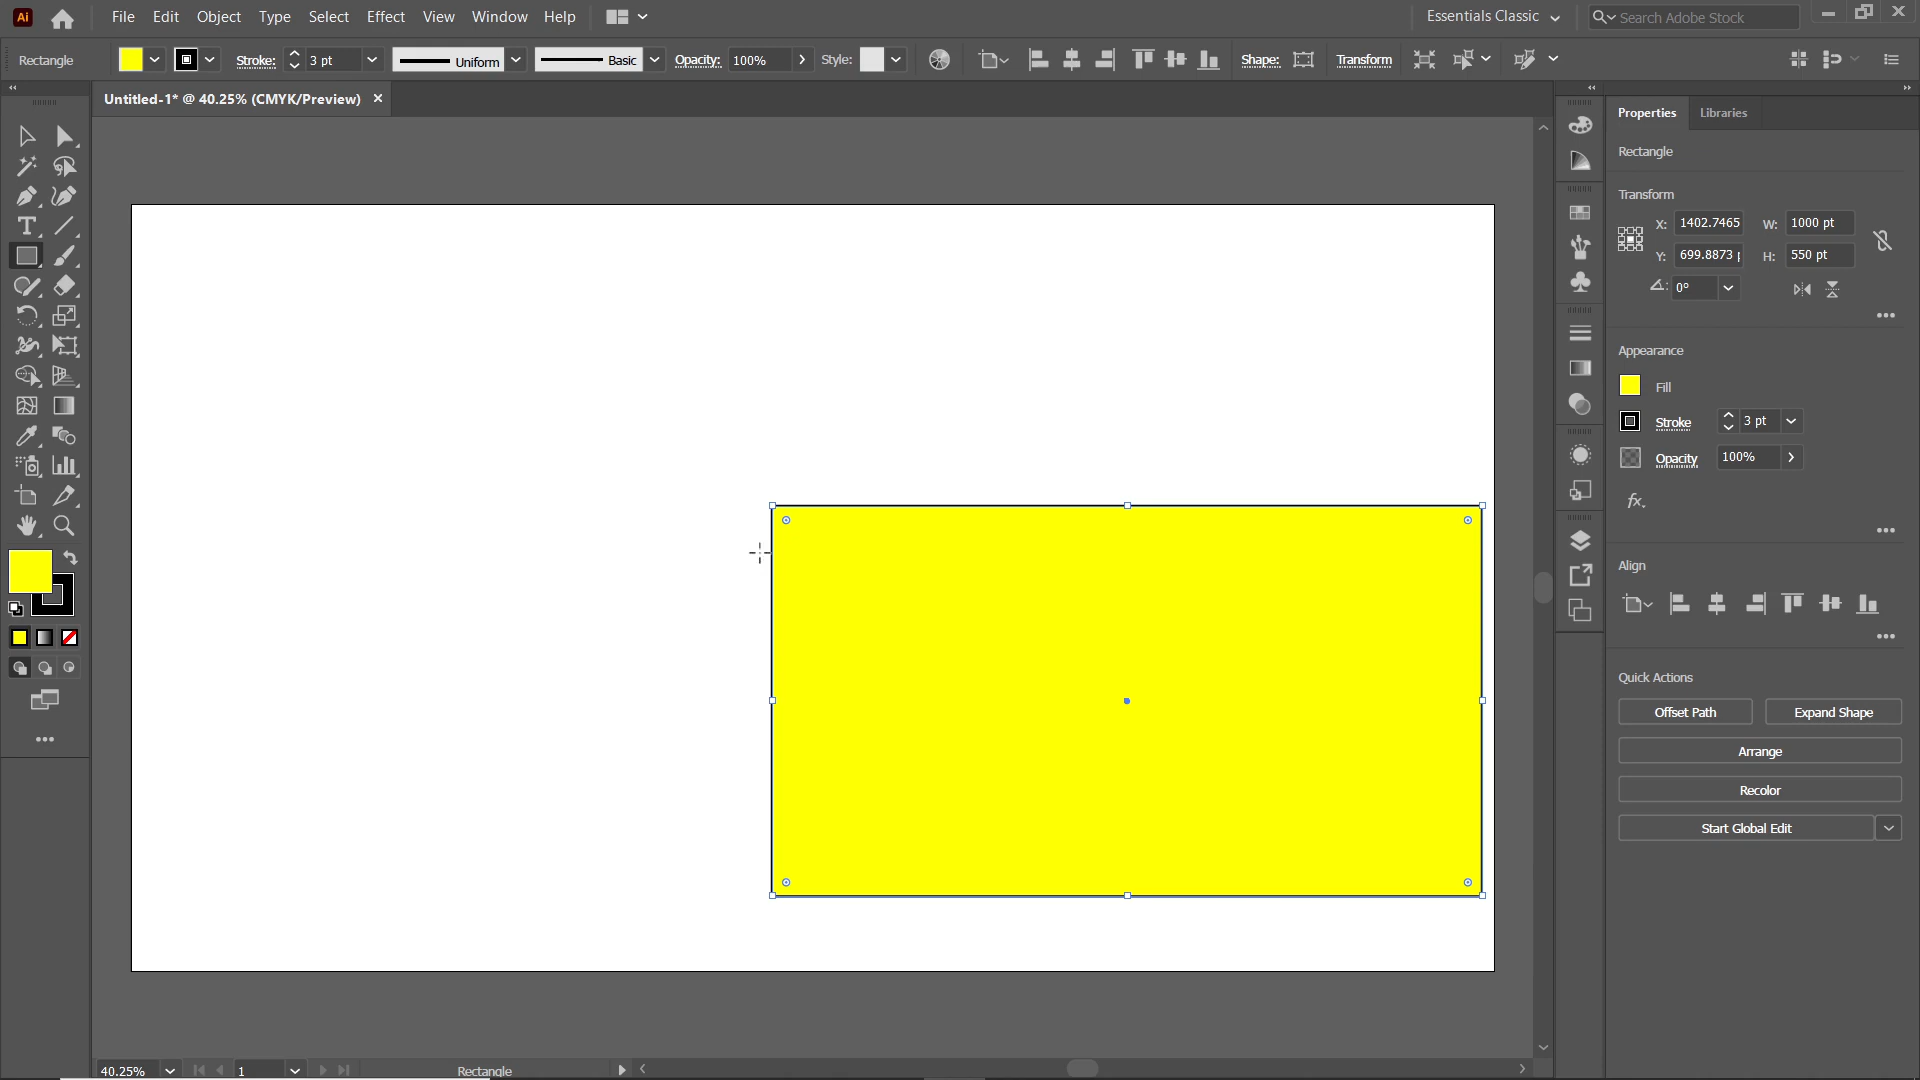 Ai File Edit Object Type Select Effect View Window Help Essentials Classic Search Adobe Stock
Rectangle Stroke: 3 pt Uniform Basic Opacity: 100% Style: Shape: Transform
Untitled-1* @ 40.25% (CMYK/Preview)
Properties Libraries
Rectangle
Transform
X: 1402.7465 W: 1000 pt
Y: 699.8873 p H: 550 pt
0°
Appearance
Fill
Stroke 3 pt
Opacity 100%
fx.
Align
Quick Actions
Offset Path Expand Shape
Arrange
Recolor
Start Global Edit
40.25% 1 Rectangle